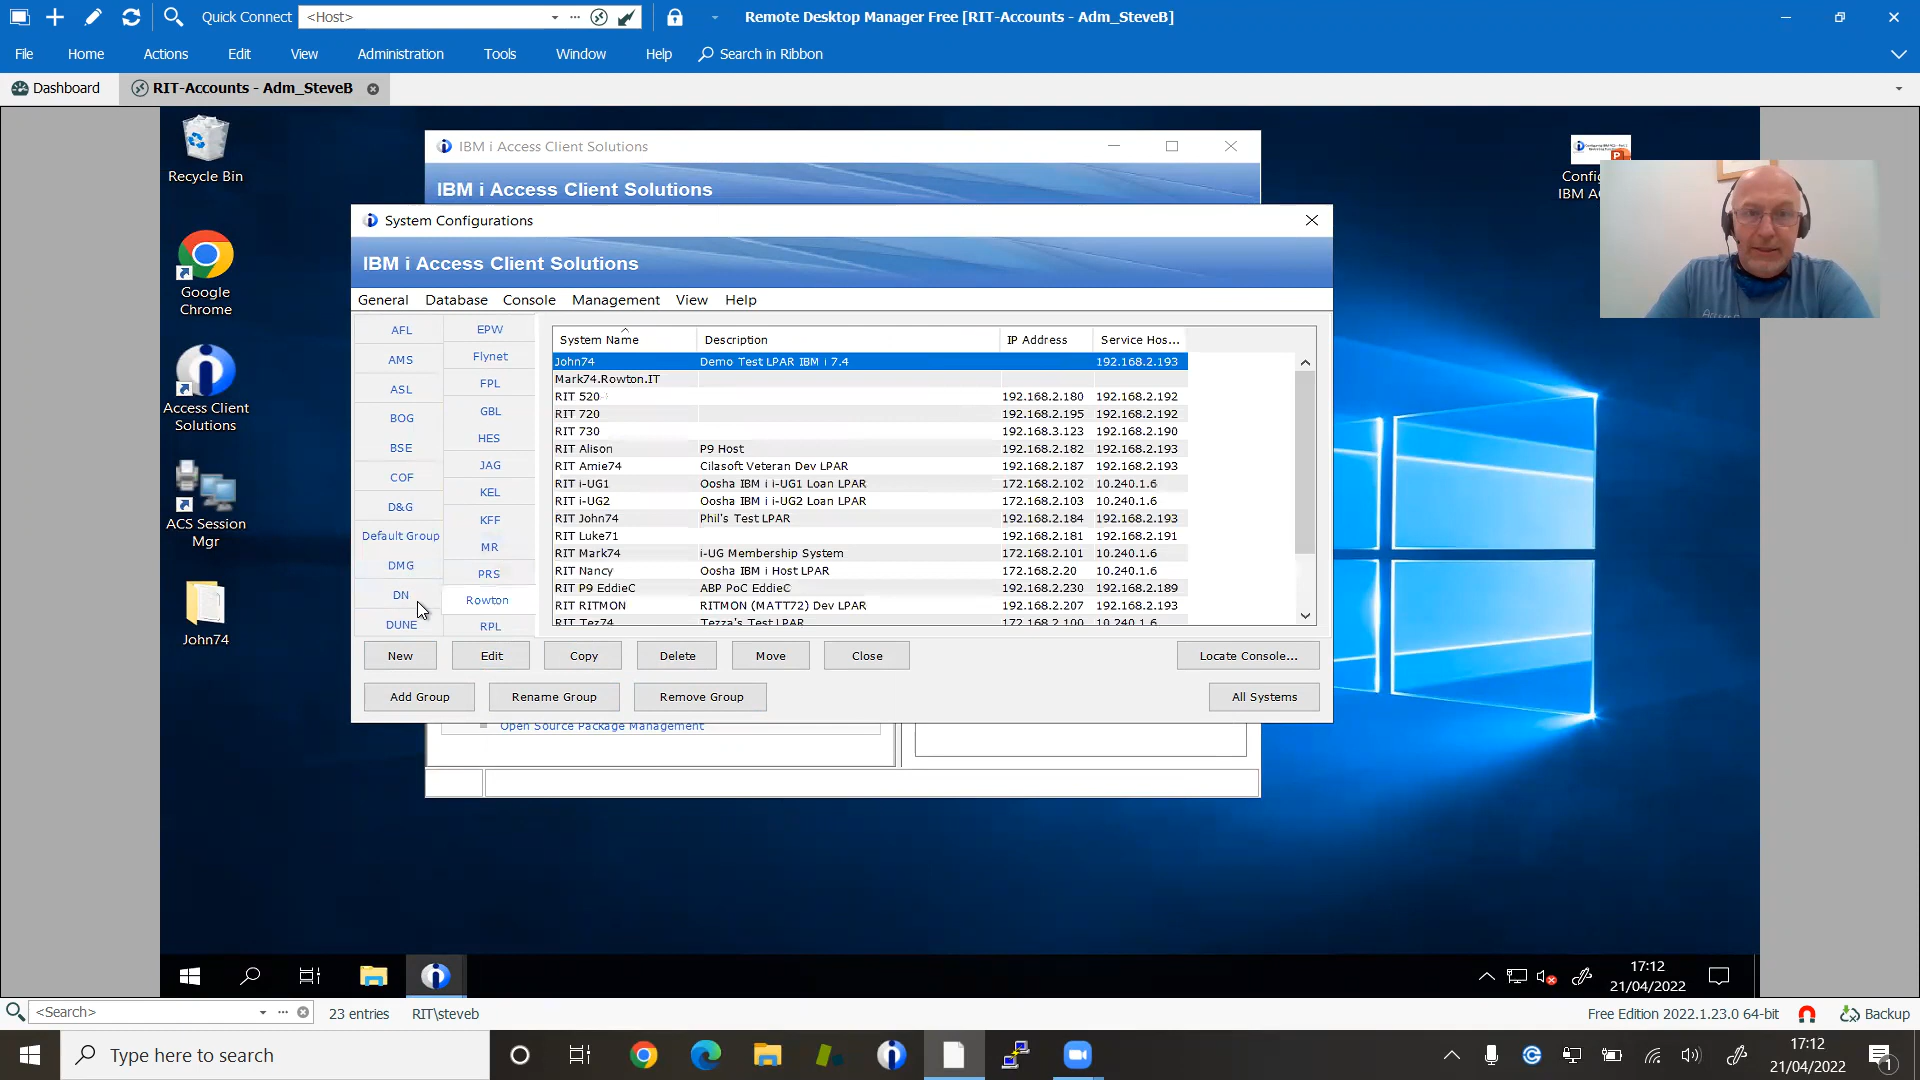 Quick Connect <Host> Remote Desktop Manager Free [RIT-Accounts - Adm_SteveB]
File Home Actions Edit View Administration Tools Window Help Search in Ribbon
Dashboard RIT-Accounts - Adm_SteveB
Recycle Bin
Google
Chrome
Access Client
Solutions
ACS Session
Mgr
John74
IBM i Access Client Solutions
IBM i Access Client Solutions
System Configurations
IBM i Access Client Solutions
General Database Console Management View Help
AFL
AMS
ASL
BOG
BSE
COF
D&G
Default Group
DMG
DN
DUNE
EPW
Flynet
FPL
GBL
HES
JAG
KEL
KFF
MR
PRS
Rowton
RPL
System Name Description IP Address Service Hos...
John74 Demo Test LPAR IBM i 7.4 192.168.2.193
Mark74.Rowton.IT
RIT 520 192.168.2.180 192.168.2.192
RIT 720 192.168.2.195 192.168.2.192
RIT 730 192.168.3.123 192.168.2.190
RIT Alison P9 Host 192.168.2.182 192.168.2.193
RIT Amie74 Cilasoft Veteran Dev LPAR 192.168.2.187 192.168.2.193
RIT i-UG1 Oosha IBM i i-UG1 Loan LPAR 172.168.2.102 10.240.1.6
RIT i-UG2 Oosha IBM i i-UG2 Loan LPAR 172.168.2.103 10.240.1.6
RIT John74 Phil's Test LPAR 192.168.2.184 192.168.2.193
RIT Luke71 192.168.2.181 192.168.2.191
RIT Mark74 i-UG Membership System 172.168.2.101 10.240.1.6
RIT Nancy Oosha IBM i Host LPAR 172.168.2.20 10.240.1.6
RIT P9 EddieC ABP PoC EddieC 192.168.2.230 192.168.2.189
RIT RITMON RITMON (MATT72) Dev LPAR 192.168.2.207 192.168.2.193
RIT Tez74 Tezza's Test LPAR 172.168.2.100 10.240.1.6
New Edit Copy Delete Move Close Locate Console...
Add Group Rename Group Remove Group All Systems
Open Source Package Management
17:12
21/04/2022
<Search> 23 entries RIT\steveb Free Edition 2022.1.23.0 64-bit Backup
Type here to search
17:12
21/04/2022
1